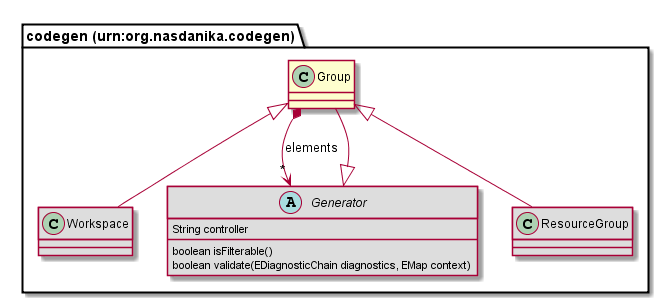 codegen (urn:org.nasdanika.codegen)
C Group
elements
*
C Workspace
A Generator
String controller
boolean isFilterable()
boolean validate(EDiagnosticChain diagnostics, EMap context)
C ResourceGroup